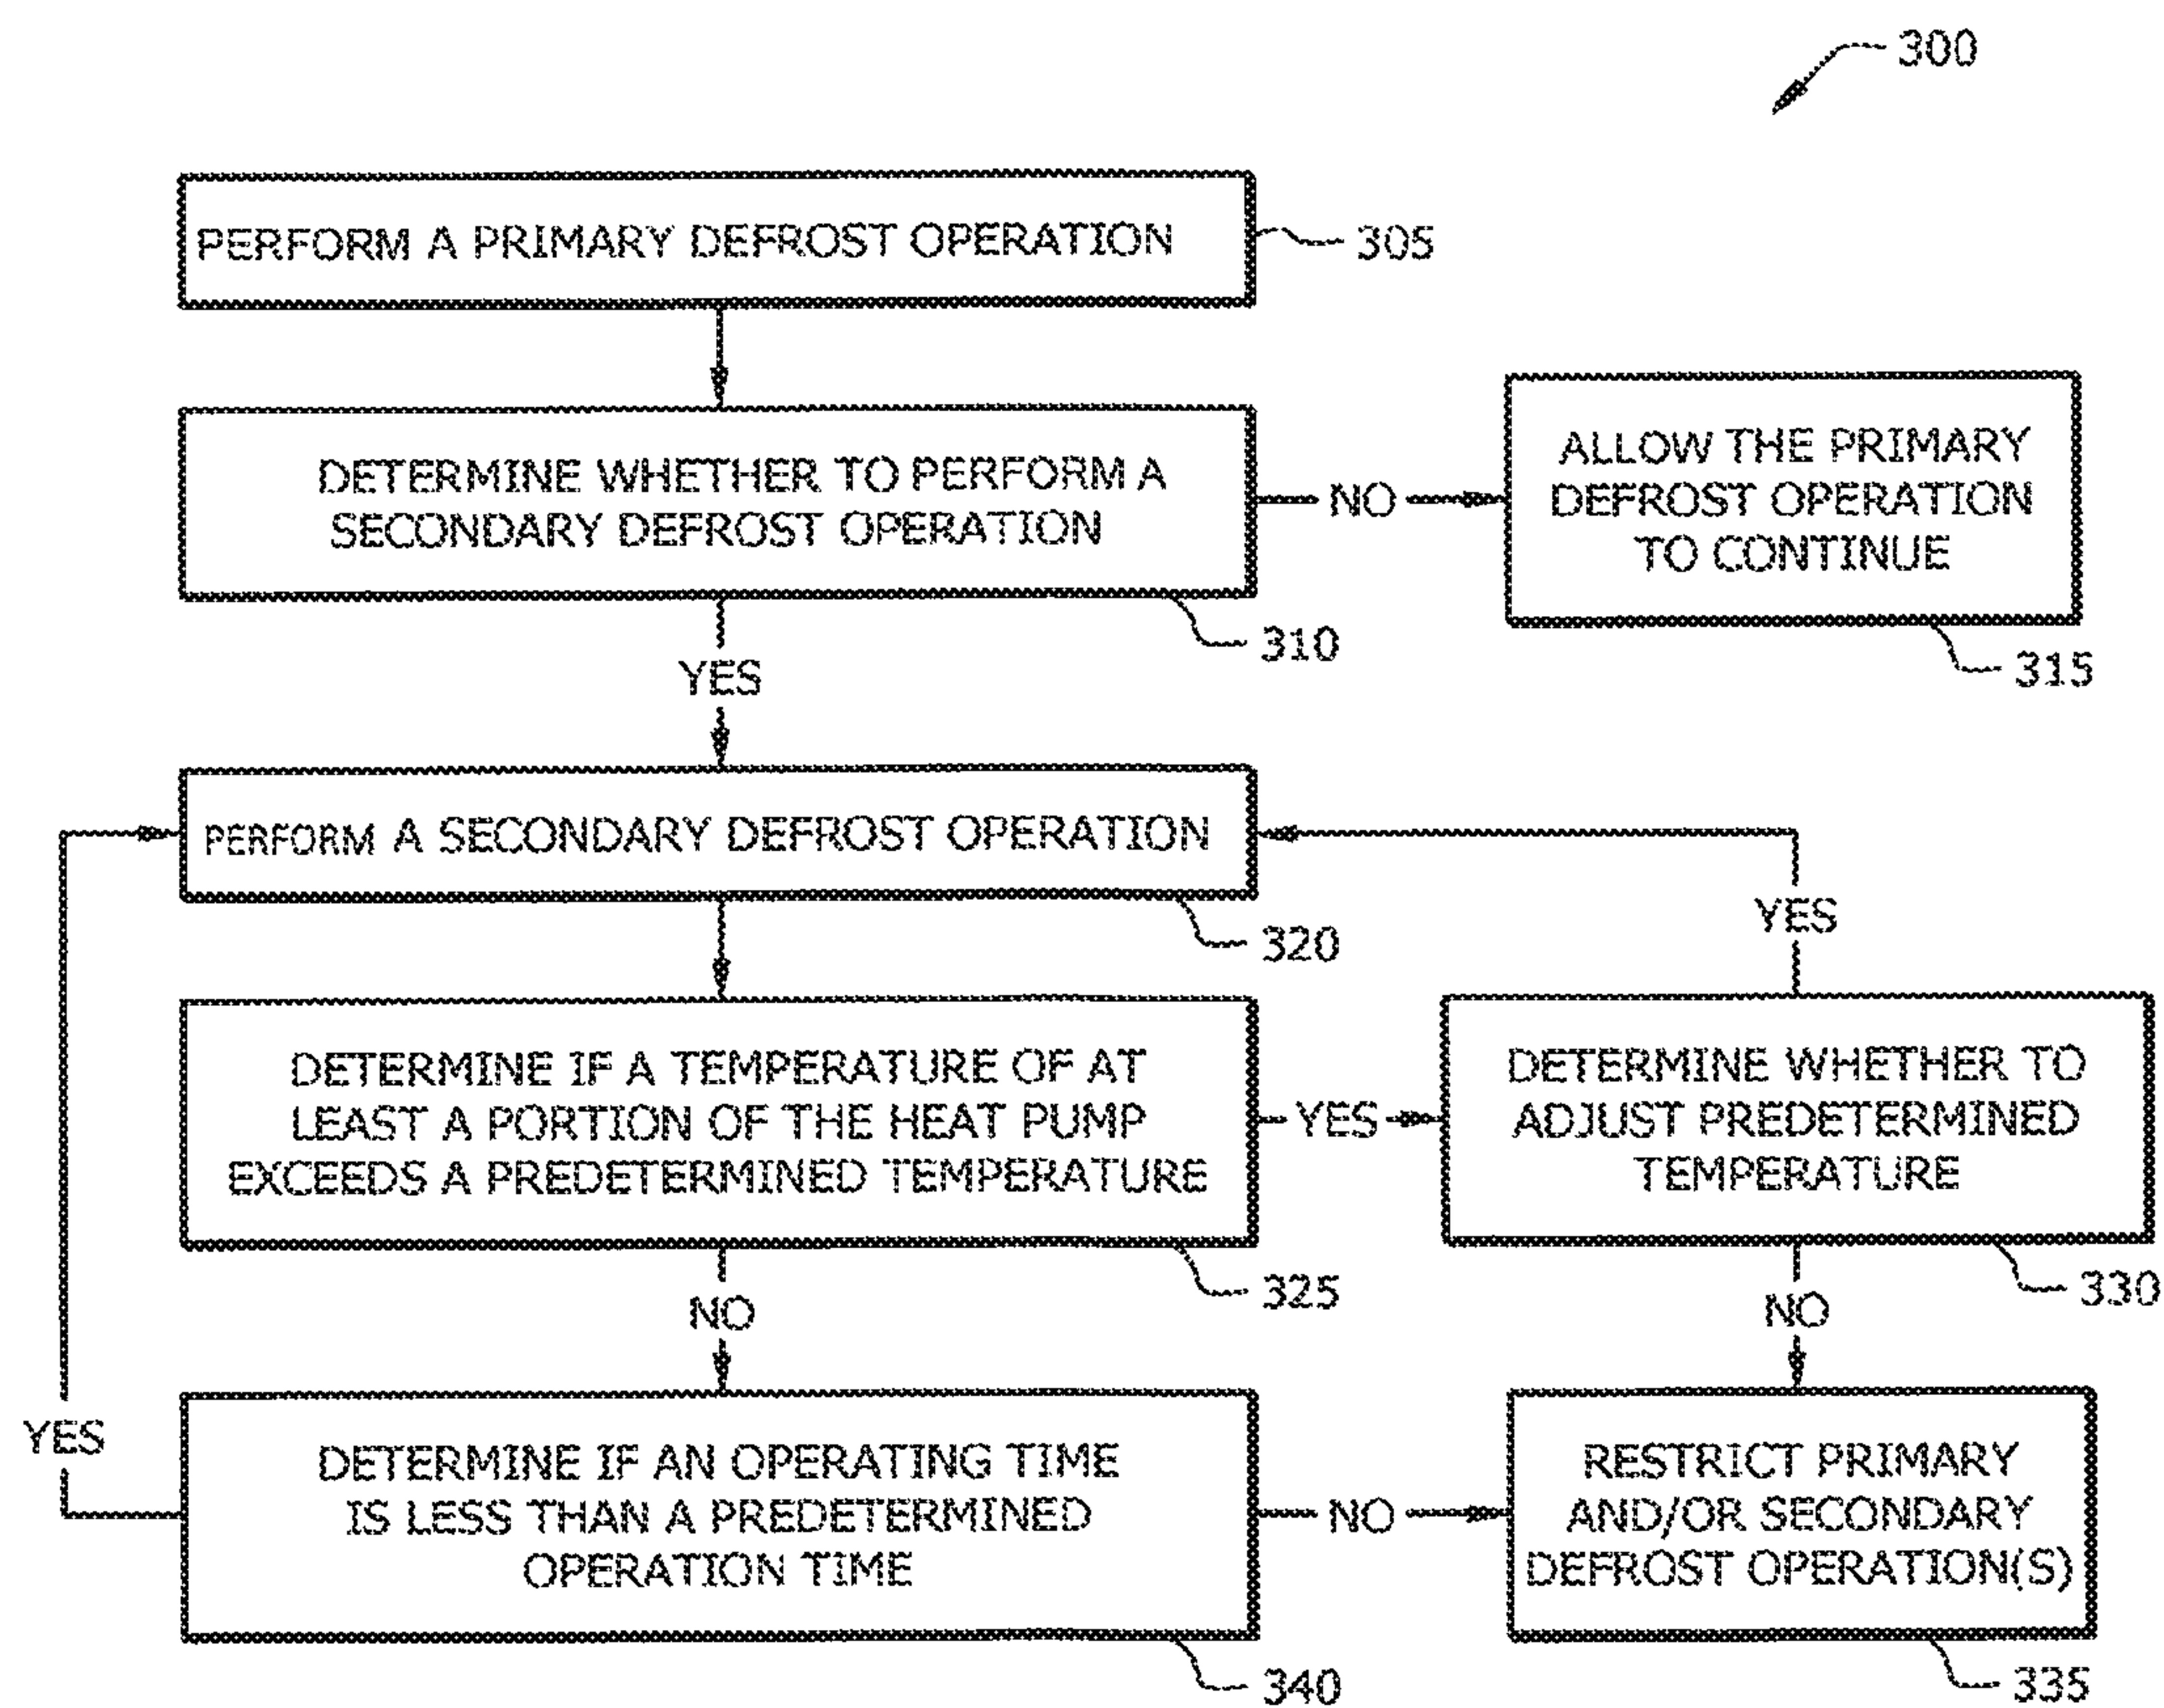 300
PERFORM A PRIMARY DEFROST OPERATION
305
DETERMINE WHETHER TO PERFORM A
SECONDARY DEFROST OPERATION
310
NO
ALLOW THE PRIMARY
DEFROST OPERATION
TO CONTINUE
315
YES
PERFORM A SECONDARY DEFROST OPERATION
320
YES
DETERMINE IF A TEMPERATURE OF AT
LEAST A PORTION OF THE HEAT PUMP
EXCEEDS A PREDETERMINED TEMPERATURE
325
YES
DETERMINE WHETHER TO
ADJUST PREDETERMINED
TEMPERATURE
330
NO
NO
YES
DETERMINE IF AN OPERATING TIME
IS LESS THAN A PREDETERMINED
OPERATION TIME
340
NO
RESTRICT PRIMARY
AND/OR SECONDARY
DEFROST OPERATION(S)
335